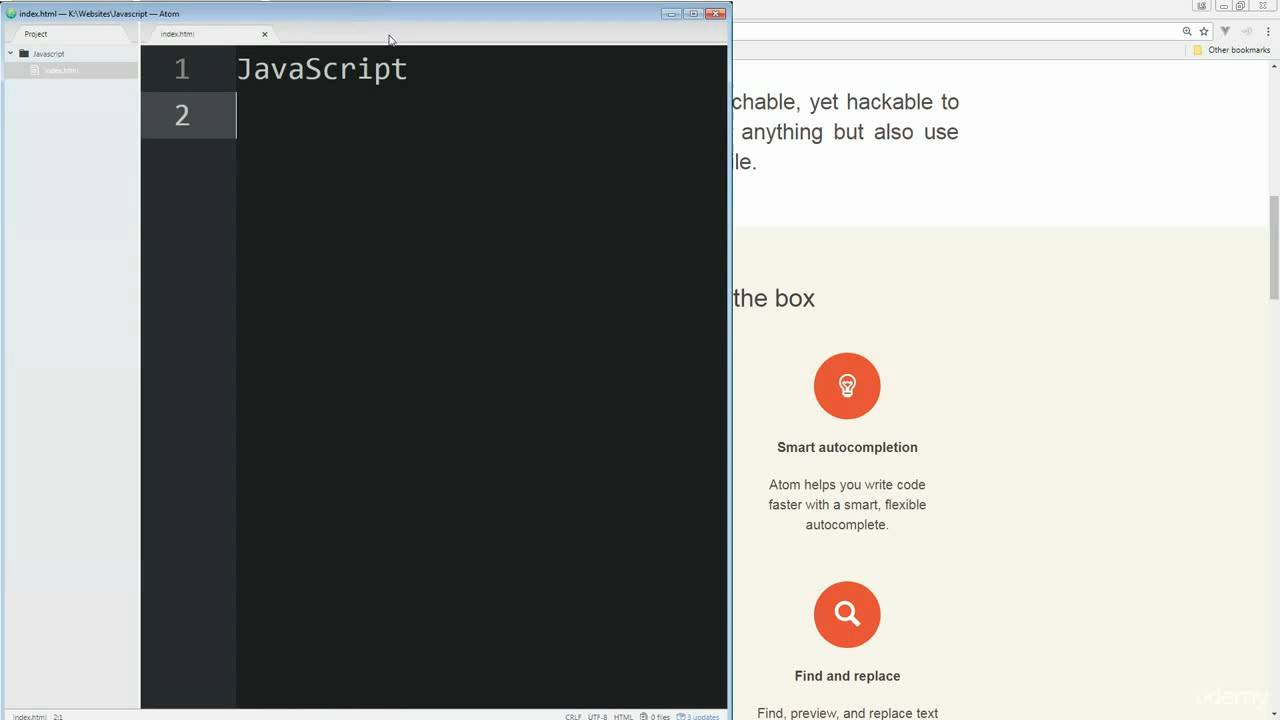 index.html — K:\Websites\Javascript — Atom
Project
index.html
Javascript
index.html
1 JavaScript
2
index.html 2:1
CRLF UTF-8 HTML 0 files 3 updates
Other bookmarks
chable, yet hackable to
anything but also use
ile.
the box
Smart autocompletion
Atom helps you write code
faster with a smart, flexible
autocomplete.
Find and replace
Find, preview, and replace text
udemy